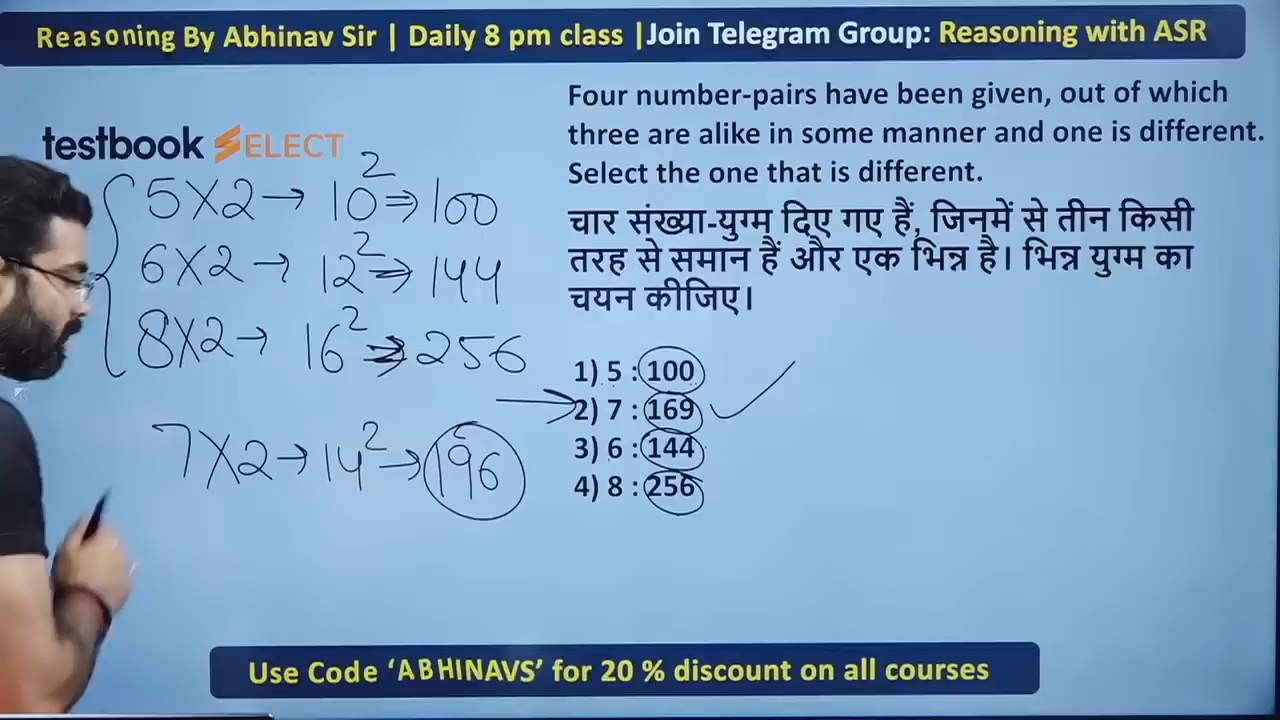 Reasoning By Abhinav Sir | Daily 8 pm class |Join Telegram Group: Reasoning with ASR
testbook SELECT
5X2→ 10² ⇒100
6X2→ 12² ⇒ 144
8X2→ 16² ⇒ 256
7X2→14²→196
Four number-pairs have been given, out of which
three are alike in some manner and one is different.
Select the one that is different.
चार संख्या-युग्म दिए गए हैं, जिनमें से तीन किसी
तरह से समान हैं और एक भिन्न है। भिन्न युग्म का
चयन कीजिए।
1) 5 : 100
2) 7 : 169
3) 6 : 144
4) 8 : 256
Use Code ‘ABHINAVS’ for 20 % discount on all courses